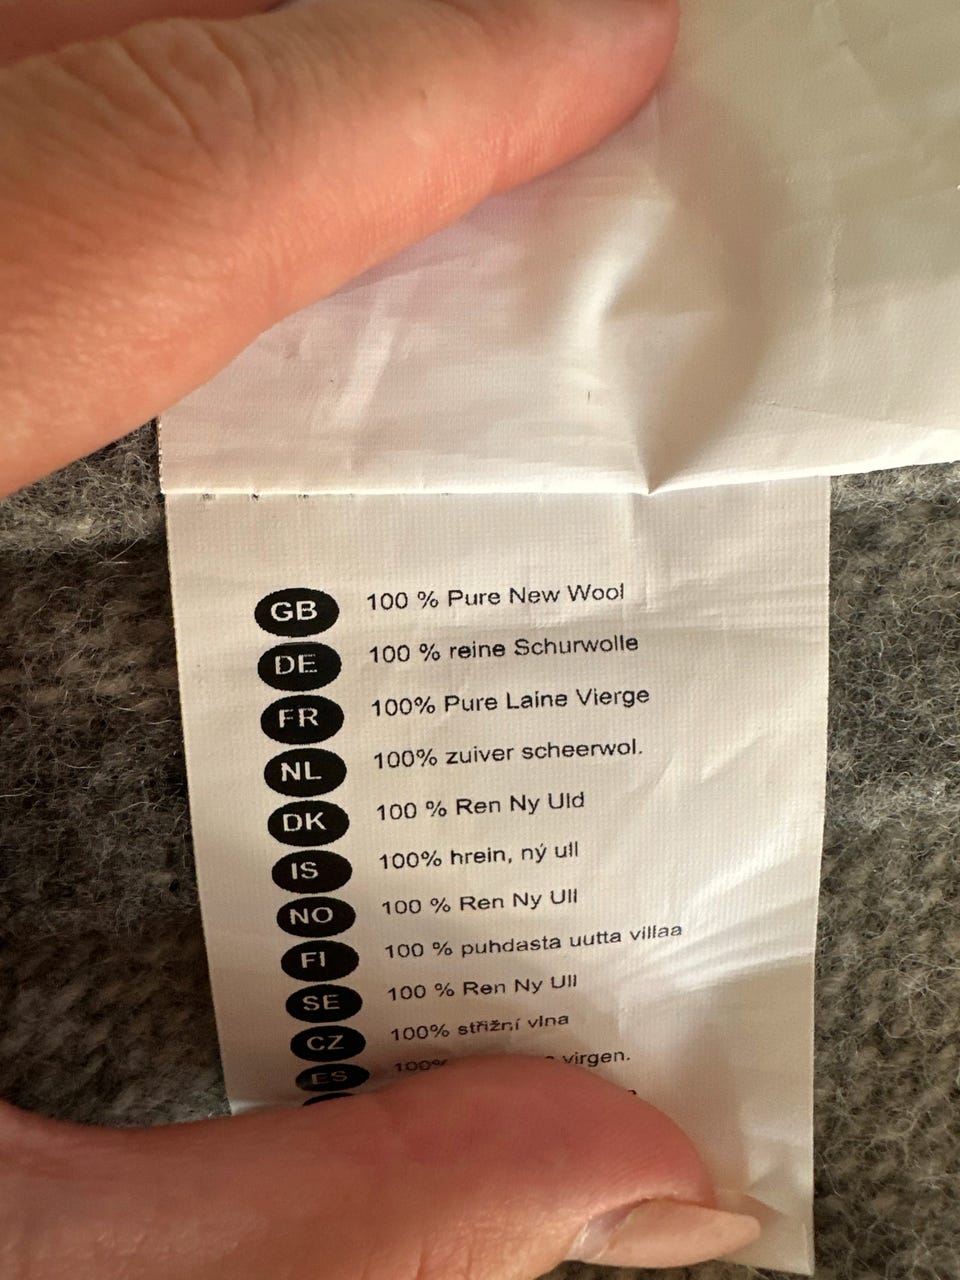 GB 100 % Pure New Wool
DE 100 % reine Schurwolle
FR 100% Pure Laine Vierge
NL 100% zuiver scheerwol.
DK 100 % Ren Ny Uld
IS 100% hrein, ný ull
NO 100 % Ren Ny Ull
FI 100 % puhdasta uutta villaa
SE 100 % Ren Ny Ull
CZ 100% střižní vlna
ES 100% virgen.